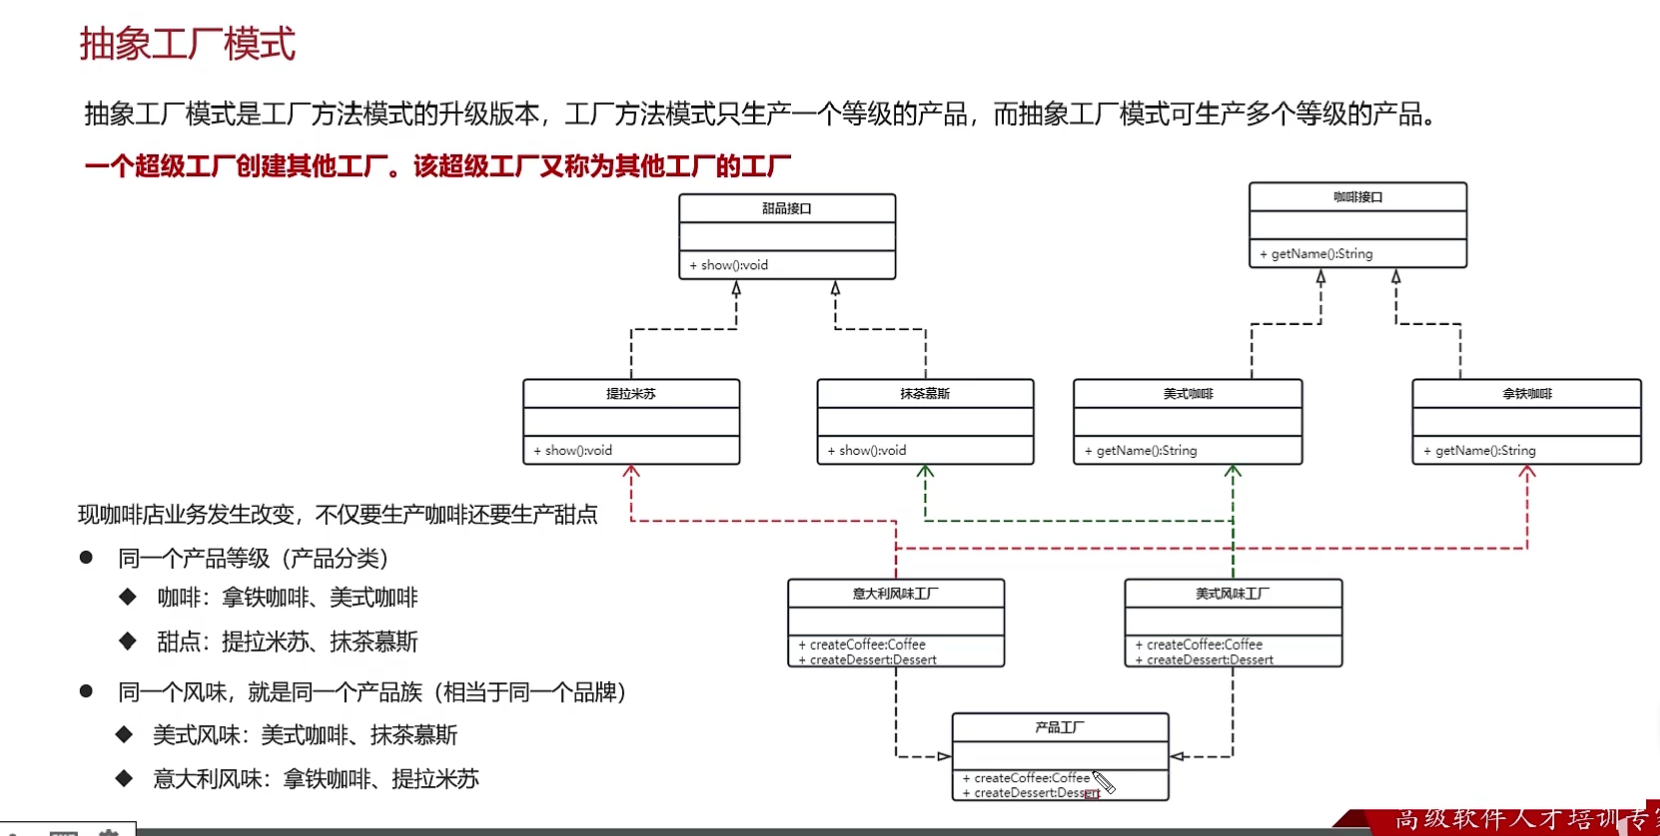 抽象工厂模式
抽象工厂模式是工厂方法模式的升级版本，工厂方法模式只生产一个等级的产品，而抽象工厂模式可生产多个等级的产品。
一个超级工厂创建其他工厂。该超级工厂又称为其他工厂的工厂
甜品接口
+ show():void
咖啡接口
+ getName():String
提拉米苏
+ show():void
抹茶慕斯
+ show():void
美式咖啡
+ getName():String
拿铁咖啡
+ getName():String
现咖啡店业务发生改变，不仅要生产咖啡还要生产甜点
● 同一个产品等级（产品分类）
◆ 咖啡：拿铁咖啡、美式咖啡
◆ 甜点：提拉米苏、抹茶慕斯
● 同一个风味，就是同一个产品族（相当于同一个品牌）
◆ 美式风味：美式咖啡、抹茶慕斯
◆ 意大利风味：拿铁咖啡、提拉米苏
意大利风味工厂
+ createCoffee:Coffee
+ createDessert:Dessert
美式风味工厂
+ createCoffee:Coffee
+ createDessert:Dessert
产品工厂
+ createCoffee:Coffee
+ createDessert:Dessert
高级软件人才培训专